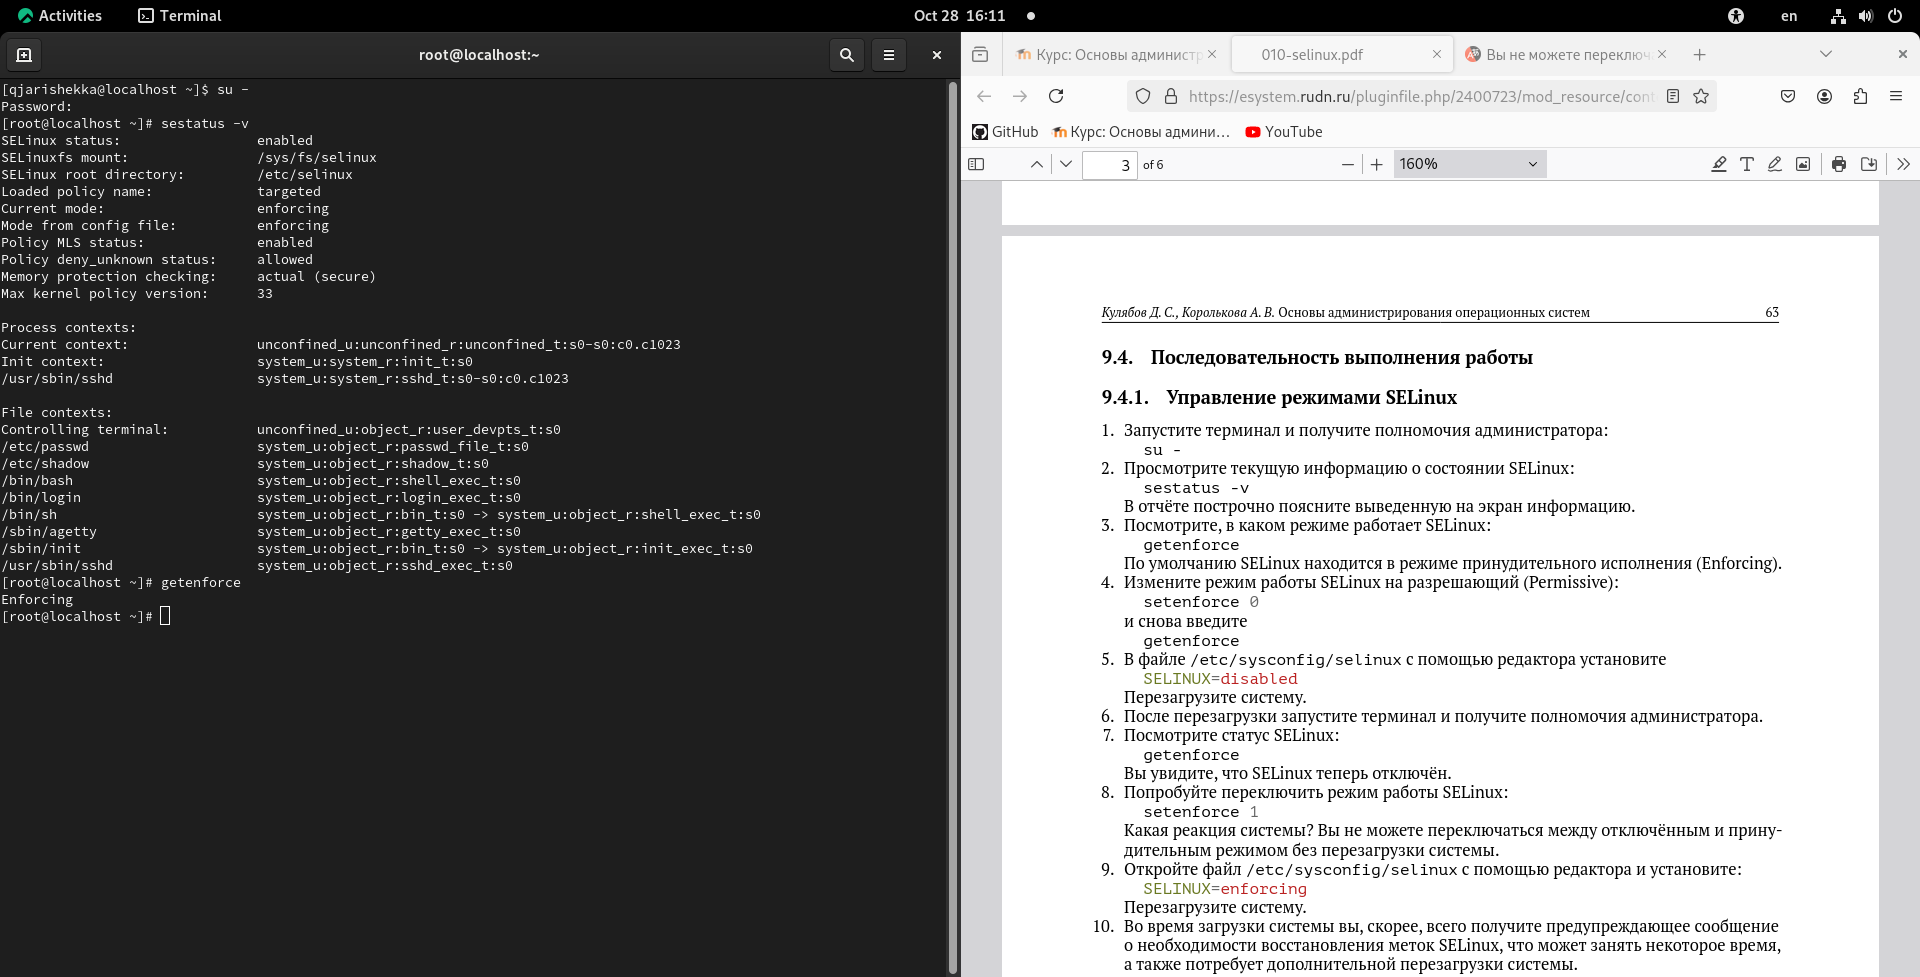 Activities
Terminal
Oct 28 16:11
en
root@localhost:~
[qjarishekka@localhost ~]$ su -
Password:
[root@localhost ~]# sestatus -v
SELinux status: enabled
SELinuxfs mount: /sys/fs/selinux
SELinux root directory: /etc/selinux
Loaded policy name: targeted
Current mode: enforcing
Mode from config file: enforcing
Policy MLS status: enabled
Policy deny_unknown status: allowed
Memory protection checking: actual (secure)
Max kernel policy version: 33
Process contexts:
Current context: unconfined_u:unconfined_r:unconfined_t:s0-s0:c0.c1023
Init context: system_u:system_r:init_t:s0
/usr/sbin/sshd system_u:system_r:sshd_t:s0-s0:c0.c1023
File contexts:
Controlling terminal: unconfined_u:object_r:user_devpts_t:s0
/etc/passwd system_u:object_r:passwd_file_t:s0
/etc/shadow system_u:object_r:shadow_t:s0
/bin/bash system_u:object_r:shell_exec_t:s0
/bin/login system_u:object_r:login_exec_t:s0
/bin/sh system_u:object_r:bin_t:s0 -> system_u:object_r:shell_exec_t:s0
/sbin/agetty system_u:object_r:getty_exec_t:s0
/sbin/init system_u:object_r:bin_t:s0 -> system_u:object_r:init_exec_t:s0
/usr/sbin/sshd system_u:object_r:sshd_exec_t:s0
[root@localhost ~]# getenforce
Enforcing
[root@localhost ~]#
Курс: Основы администр
010-selinux.pdf
Вы не можете переключ
https://esystem.rudn.ru/pluginfile.php/2400723/mod_resource/cont
GitHub
Курс: Основы админи…
YouTube
3 of 6
160%
Кулябов Д. С., Королькова А. В. Основы администрирования операционных систем 63
9.4. Последовательность выполнения работы
9.4.1. Управление режимами SELinux
1. Запустите терминал и получите полномочия администратора:
su -
2. Просмотрите текущую информацию о состоянии SELinux:
sestatus -v
В отчёте построчно поясните выведенную на экран информацию.
3. Посмотрите, в каком режиме работает SELinux:
getenforce
По умолчанию SELinux находится в режиме принудительного исполнения (Enforcing).
4. Измените режим работы SELinux на разрешающий (Permissive):
setenforce 0
и снова введите
getenforce
5. В файле /etc/sysconfig/selinux с помощью редактора установите
SELINUX=disabled
Перезагрузите систему.
6. После перезагрузки запустите терминал и получите полномочия администратора.
7. Посмотрите статус SELinux:
getenforce
Вы увидите, что SELinux теперь отключён.
8. Попробуйте переключить режим работы SELinux:
setenforce 1
Какая реакция системы? Вы не можете переключаться между отключённым и прину-
дительным режимом без перезагрузки системы.
9. Откройте файл /etc/sysconfig/selinux с помощью редактора и установите:
SELINUX=enforcing
Перезагрузите систему.
10. Во время загрузки системы вы, скорее, всего получите предупреждающее сообщение
о необходимости восстановления меток SELinux, что может занять некоторое время,
а также потребует дополнительной перезагрузки системы.